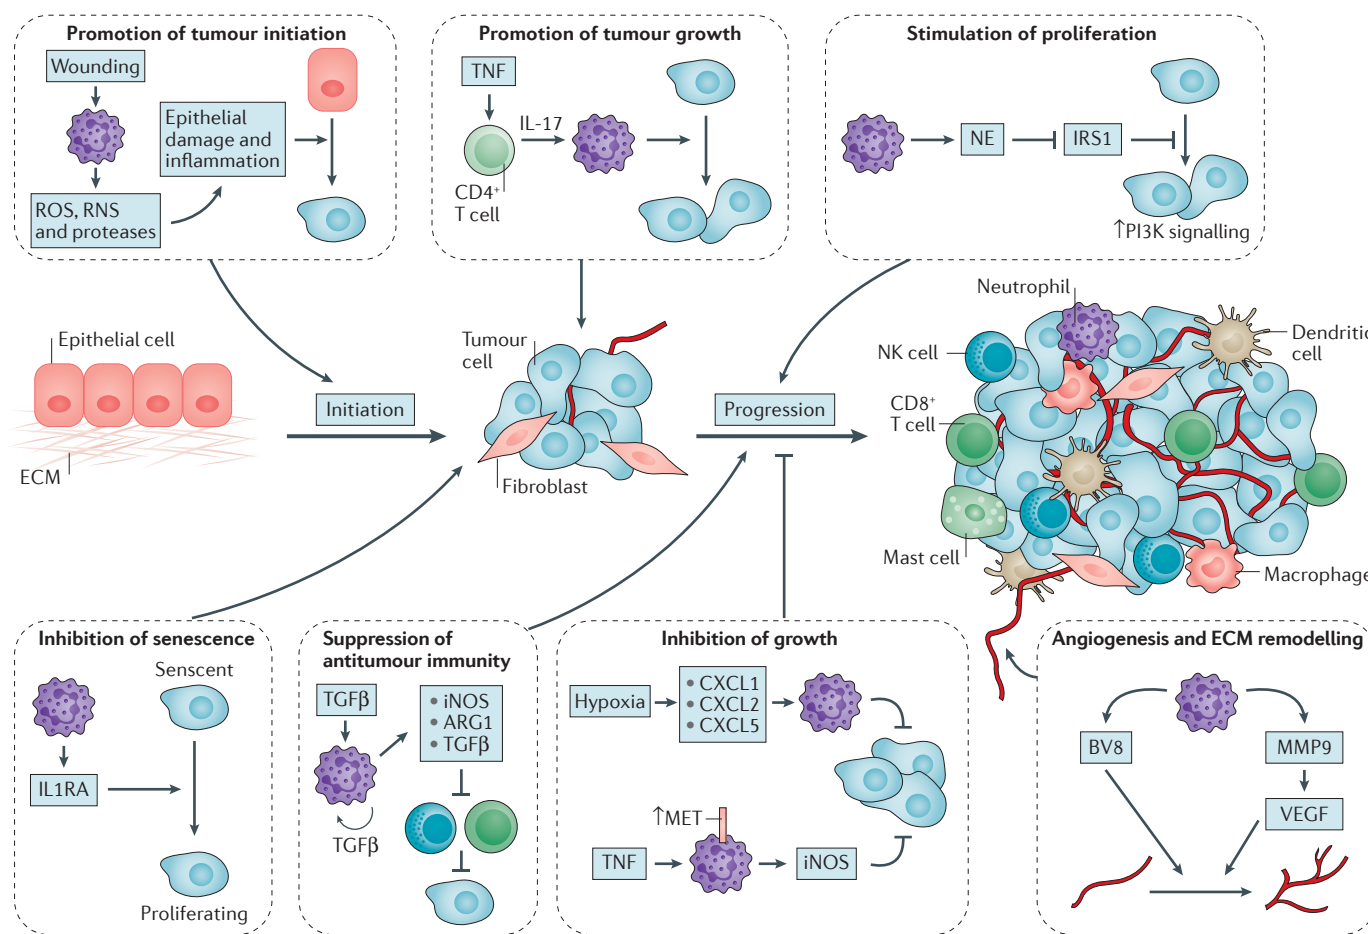 Promotion of tumour initiation
Wounding
Epithelial
damage and
inflammation
ROS, RNS
and proteases
Promotion of tumour growth
TNF
IL-17
CD4⁺
T cell
Stimulation of proliferation
NE
IRS1
↑PI3K signalling
Epithelial cell
ECM
Initiation
Tumour
cell
Fibroblast
Progression
Neutrophil
NK cell
CD8⁺
T cell
Mast cell
Dendritic
cell
Macrophage
Inhibition of senescence
Senscent
IL1RA
Proliferating
Suppression of
antitumour immunity
TGFβ
• iNOS
• ARG1
• TGFβ
TGFβ
Inhibition of growth
Hypoxia
• CXCL1
• CXCL2
• CXCL5
↑MET
TNF
iNOS
Angiogenesis and ECM remodelling
BV8
MMP9
VEGF